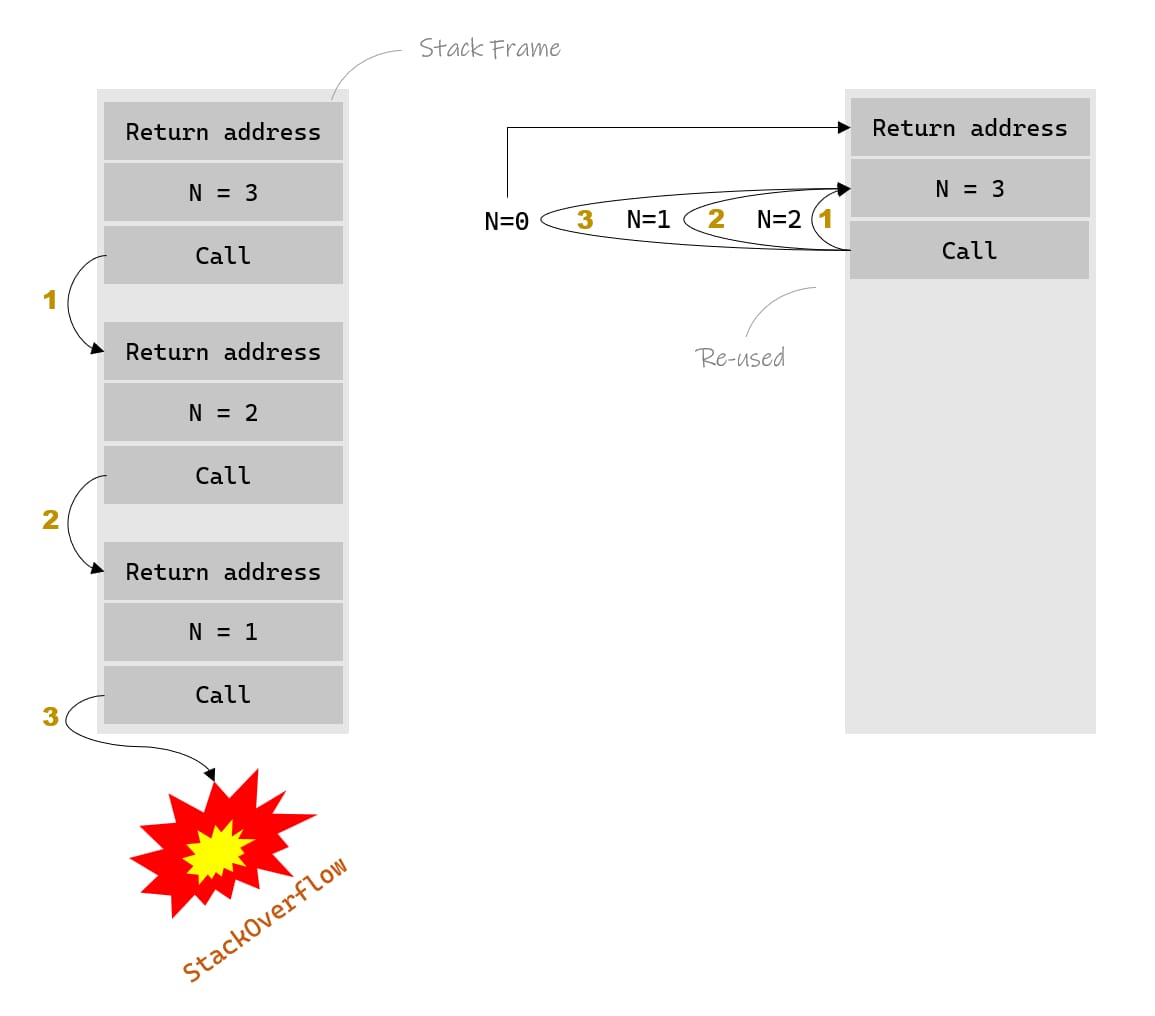 Stack Frame
Return address
N = 3
Call
1
Return address
N = 2
Call
2
Return address
N = 1
Call
3
StackOverflow
Return address
N = 3
N=0
3
N=1
2
N=2
1
Call
Re-used